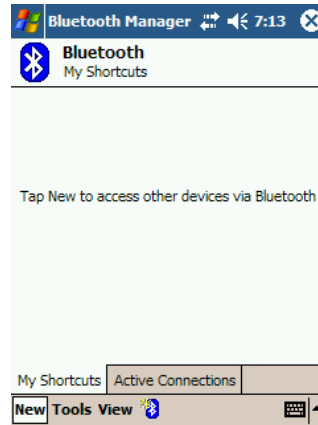 Bluetooth Manager 7:13
Bluetooth
My Shortcuts
Tap New to access other devices via Bluetooth
My Shortcuts Active Connections
New Tools View